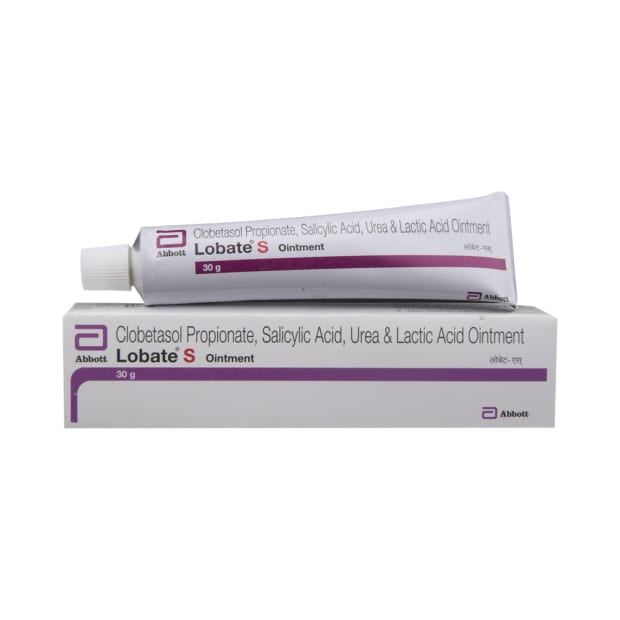 Clobetasol Propionate, Salicylic Acid, Urea & Lactic Acid Ointment
Abbott
Lobate® S Ointment
लोबेट-एस्
30 g
Abbott
Clobetasol Propionate, Salicylic Acid, Urea & Lactic Acid Ointment
Abbott
Lobate® S Ointment
लोबेट-एस्
30 g
Abbott